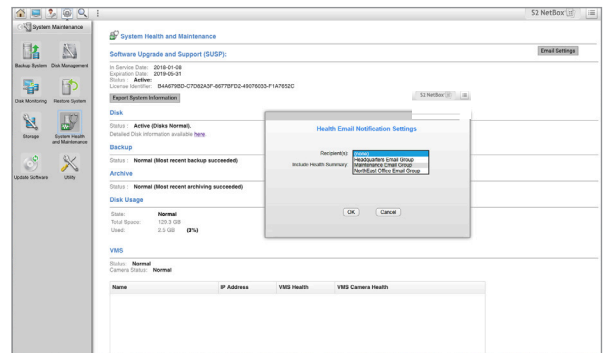 S2 NetBox
System Maintenance
Backup System
Disk Management
Disk Monitoring
Restore System
Storage
System Health and Maintenance
Update Software
Utility
System Health and Maintenance
Email Settings
Software Upgrade and Support (SUSP):
In Service Date: 2018-01-09
Expiration Date: 2019-05-31
Status : Active:
License Identifier: B4A679BD-C7D82A3F-8677BFD2-49076033-F1A7652C
Export System Information
Disk
Status : Active (Disks Normal).
Detailed Disk information available here.
Backup
Status : Normal (Most recent backup succeeded)
Archive
Status : Normal (Most recent archiving succeeded)
Disk Usage
State: Normal
Total Space: 120.3 GB
Used: 2.5 GB (3%)
VMS
Status: Normal
Camera Status: Normal
Name IP Address VMS Health VMS Camera Health
S2 NetBox
Health Email Notification Settings
Recipient(s):
Include Health Summary:
(none)
Headquarters Email Group
Maintenance Email Group
NorthEast Office Email Group
OK Cancel